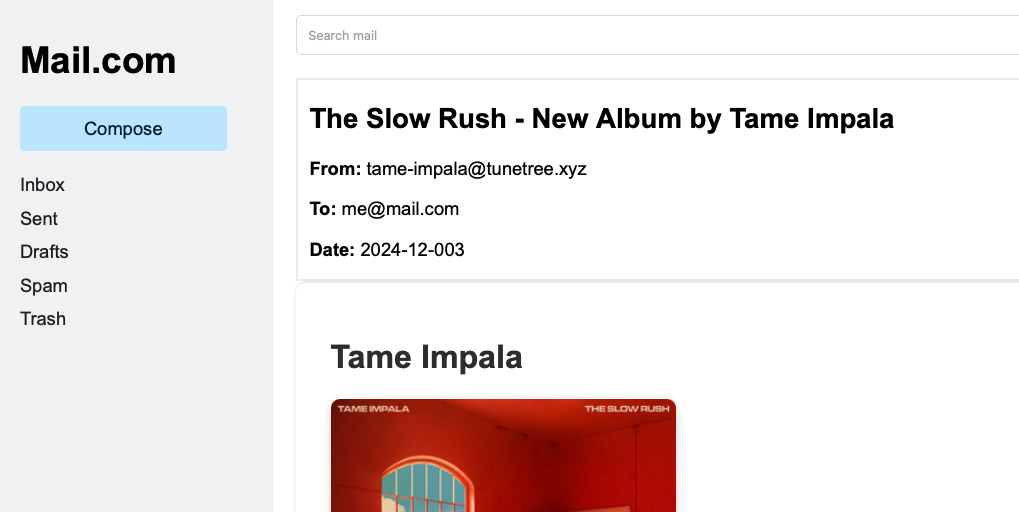 Mail.com
Compose
Inbox
Sent
Drafts
Spam
Trash
Search mail
The Slow Rush - New Album by Tame Impala
From: tame-impala@tunetree.xyz
To: me@mail.com
Date: 2024-12-003
Tame Impala
TAME IMPALA
THE SLOW RUSH